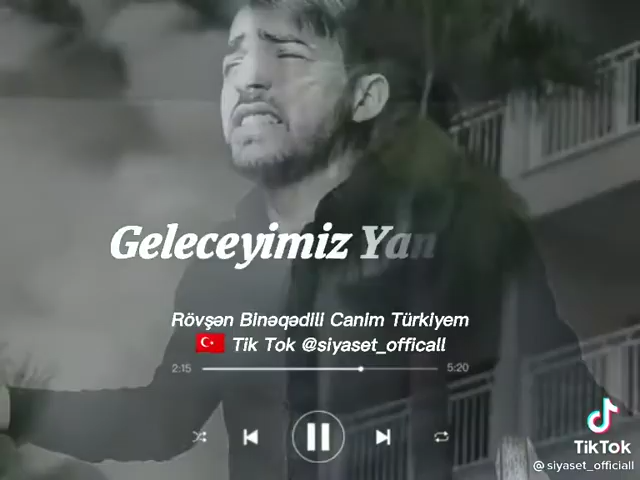 Geleceyimiz Yan
Rövşən Binəqədili Canim Türkiyem
🇹🇷 Tik Tok @siyaset_officall
2:15 5:20
TikTok
@siyaset_officiall